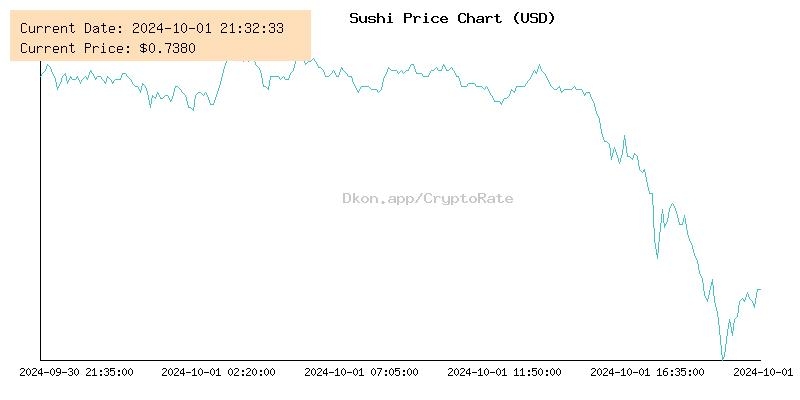 Sushi Price Chart (USD)
Current Date: 2024-10-01 21:32:33
Current Price: $0.7380
Dkon.app/CryptoRate
2024-09-30 21:35:00 2024-10-01 02:20:00 2024-10-01 07:05:00 2024-10-01 11:50:00 2024-10-01 16:35:00 2024-10-01